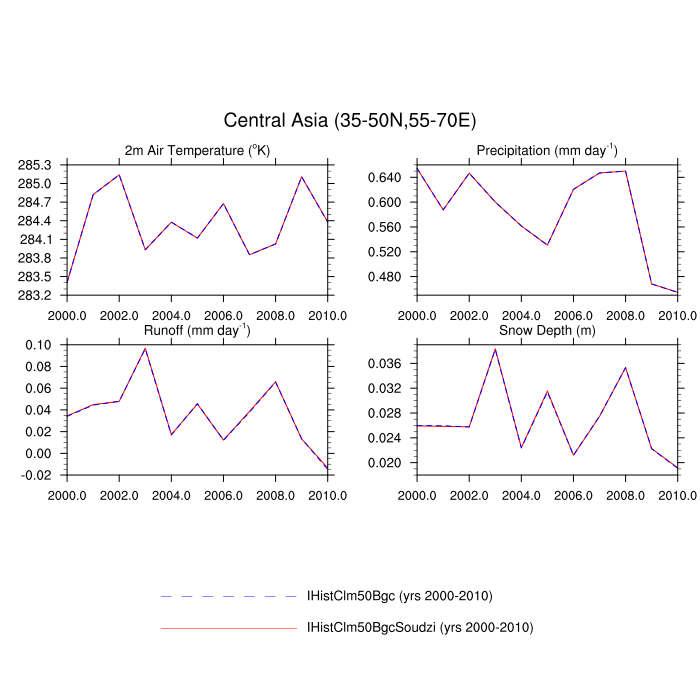 Central Asia (35-50N,55-70E)
2m Air Temperature (°K)
285.3
285.0
284.7
284.4
284.1
283.8
283.5
283.2
2000.0 2002.0 2004.0 2006.0 2008.0 2010.0
Precipitation (mm day⁻¹)
0.640
0.600
0.560
0.520
0.480
2000.0 2002.0 2004.0 2006.0 2008.0 2010.0
Runoff (mm day⁻¹)
0.10
0.08
0.06
0.04
0.02
0.00
-0.02
2000.0 2002.0 2004.0 2006.0 2008.0 2010.0
Snow Depth (m)
0.036
0.032
0.028
0.024
0.020
2000.0 2002.0 2004.0 2006.0 2008.0 2010.0
IHistClm50Bgc (yrs 2000-2010)
IHistClm50BgcSoudzi (yrs 2000-2010)